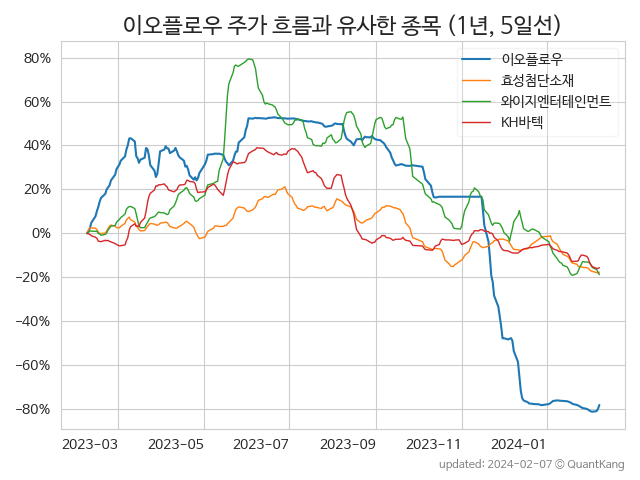 이오플로우 주가 흐름과 유사한 종목 (1년, 5일선)
이오플로우
효성첨단소재
와이지엔터테인먼트
KH바텍
80%
60%
40%
20%
0%
−20%
−40%
−60%
−80%
2023-03 2023-05 2023-07 2023-09 2023-11 2024-01
updated: 2024-02-07 © QuantKang